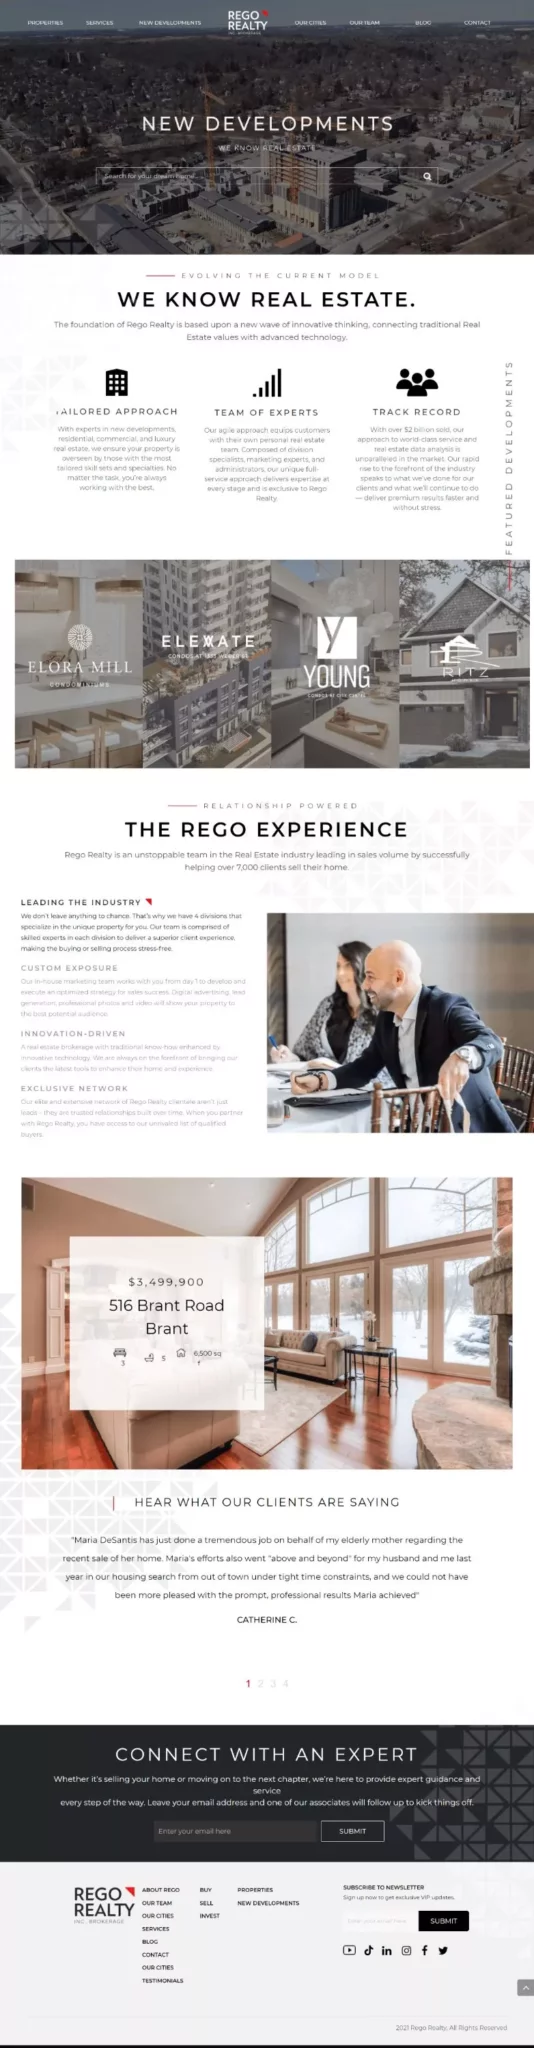 PROPERTIES SERVICES NEW DEVELOPMENTS REGO REALTY INC. BROKERAGE OUR CITIES OUR TEAM BLOG CONTACT
NEW DEVELOPMENTS
WE KNOW REAL ESTATE
Search for your dream home...
EVOLVING THE CURRENT MODEL
WE KNOW REAL ESTATE.
The foundation of Rego Realty is based upon a new wave of innovative thinking, connecting traditional Real
Estate values with advanced technology.
TAILORED APPROACH
With experts in new developments,
residential, commercial, and luxury
real estate, we ensure your property is
overseen by those with the most
tailored skill sets and specialties. No
matter the task, you're always
working with the best.
TEAM OF EXPERTS
Our agile approach equips customers
with their own personal real estate
team. Composed of division
specialists, marketing experts, and
administrators, our unique full-
service approach delivers expertise at
every stage and is exclusive to Rego
Realty.
TRACK RECORD
With over $2 billion sold, our
approach to world-class service and
real estate data analysis is
unparalleled in the market. Our rapid
rise to the forefront of the industry
speaks to what we've done for our
clients and what we'll continue to do
— deliver premium results faster and
without stress.
FEATURED DEVELOPMENTS
ELORA MILL
CONDOMINIUMS
ELEVATE
YOUNG
RITZ
RELATIONSHIP POWERED
THE REGO EXPERIENCE
Rego Realty is an unstoppable team in the Real Estate industry leading in sales volume by successfully
helping over 7,000 clients sell their home.
LEADING THE INDUSTRY
We don't leave anything to chance. That's why we have 4 divisions that
specialize in the unique property for you. Our team is comprised of
skilled experts in each division to deliver a superior client experience,
making the buying or selling process stress-free.
CUSTOM EXPOSURE
Our in-house marketing team works with you from day 1 to develop and
execute an optimized strategy for sales success. Digital advertising, lead
generation, professional photos and video will show your property to
the best potential audience.
INNOVATION-DRIVEN
A real estate brokerage with traditional know-how enhanced by
innovative technology. We are always on the forefront of bringing our
clients the latest tools to enhance their home and experience.
EXCLUSIVE NETWORK
Our elite and extensive network of Rego Realty clientele aren't just
leads - they are trusted relationships built over time. When you partner
with Rego Realty, you have access to our unrivaled list of qualified
buyers.
$3,499,900
516 Brant Road
Brant
3 5 6,500 sq
f
HEAR WHAT OUR CLIENTS ARE SAYING
"Maria DeSantis has just done a tremendous job on behalf of my elderly mother regarding the
recent sale of her home. Maria's efforts also went "above and beyond" for my husband and me last
year in our housing search from out of town under tight time constraints, and we could not have
been more pleased with the prompt, professional results Maria achieved"
CATHERINE C.
1 2 3 4
CONNECT WITH AN EXPERT
Whether it's selling your home or moving on to the next chapter, we're here to provide expert guidance and
service
every step of the way. Leave your email address and one of our associates will follow up to kick things off.
Enter your email here
SUBMIT
REGO
REALTY
INC. BROKERAGE
ABOUT REGO
OUR TEAM
OUR CITIES
SERVICES
BLOG
CONTACT
OUR CITIES
TESTIMONIALS
BUY
SELL
INVEST
PROPERTIES
NEW DEVELOPMENTS
SUBSCRIBE TO NEWSLETTER
Sign up now to get exclusive VIP updates.
Enter your email here
SUBMIT
2021 Rego Realty, All Rights Reserved